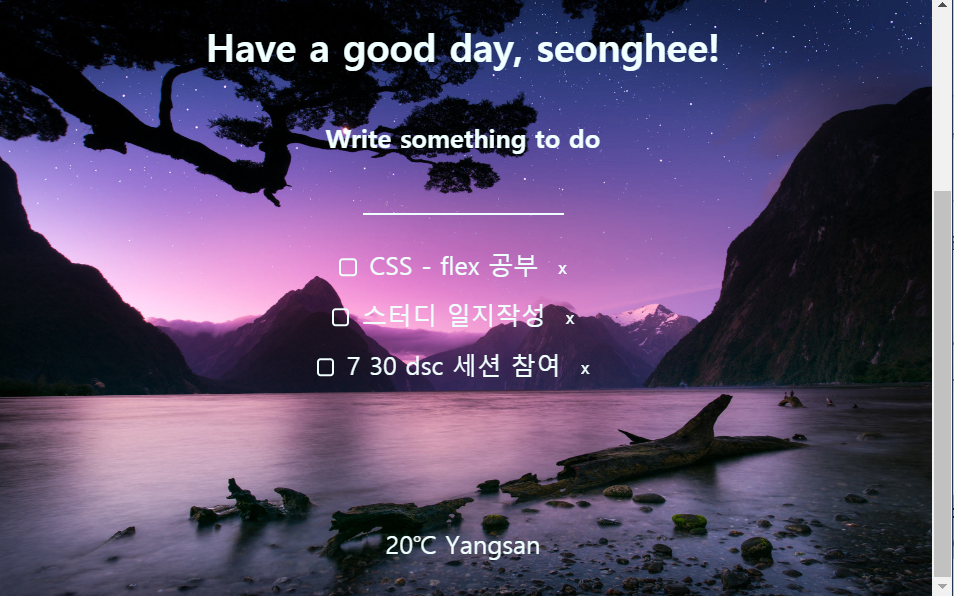 Have a good day, seonghee!
Write something to do
CSS - flex 공부 x
스터디 일지작성 x
7 30 dsc 세션 참여 x
20℃ Yangsan